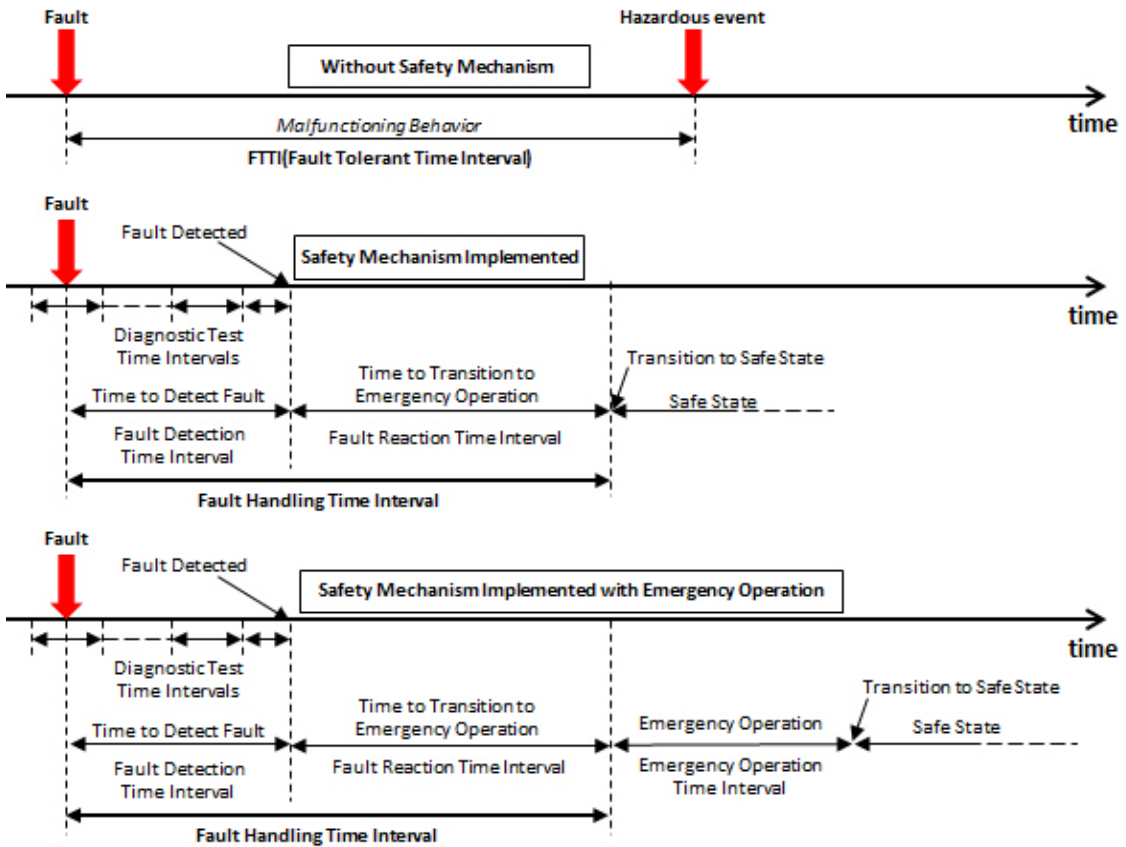 Fault
Hazardous event
Without Safety Mechanism
time
Malfunctioning Behavior
FTTI(Fault Tolerant Time Interval)
Fault
Fault Detected
Safety Mechanism Implemented
time
Diagnostic Test
Time Intervals
Transition to Safe State
Time to Detect Fault
Time to Transition to
Emergency Operation
Safe State
Fault Detection
Time Interval
Fault Reaction Time Interval
Fault Handling Time Interval
Fault
Fault Detected
Safety Mechanism Implemented with Emergency Operation
time
Diagnostic Test
Time Intervals
Transition to Safe State
Time to Detect Fault
Time to Transition to
Emergency Operation
Emergency Operation
Safe State
Fault Detection
Time Interval
Fault Reaction Time Interval
Emergency Operation
Time Interval
Fault Handling Time Interval